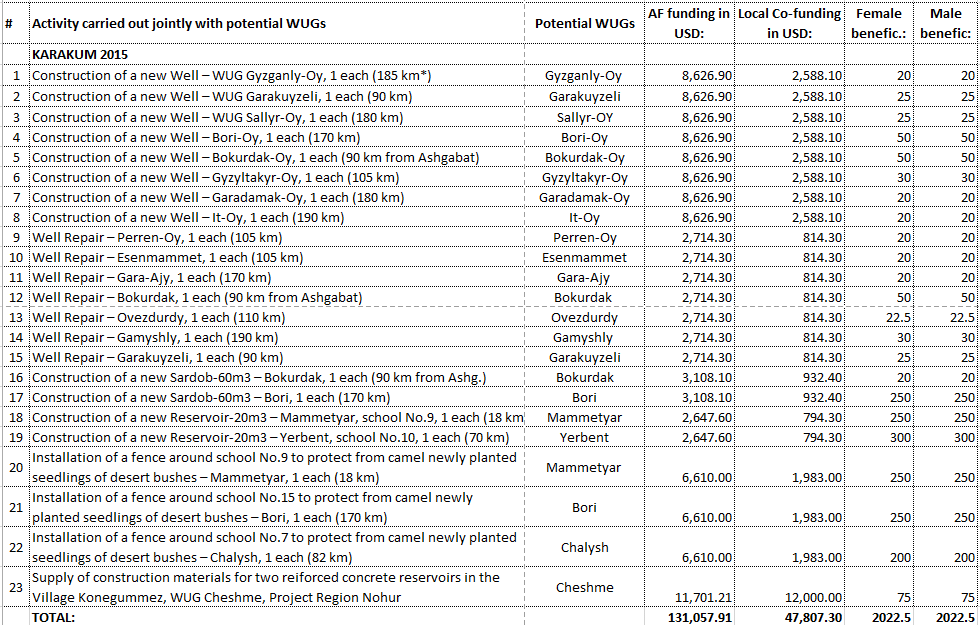 # Activity carried out jointly with potential WUGs Potential WUGs AF funding in USD: Local Co-funding in USD: Female benefic.: Male benefic:
KARAKUM 2015
1 Construction of a new Well – WUG Gyzganly-Oy, 1 each (185 km*) Gyzganly-Oy 8,626.90 2,588.10 20 20
2 Construction of a new Well – WUG Garakuyzeli, 1 each (90 km) Garakuyzeli 8,626.90 2,588.10 25 25
3 Construction of a new Well – WUG Sallyr-Oy, 1 each (180 km) Sallyr-OY 8,626.90 2,588.10 25 25
4 Construction of a new Well – Bori-Oy, 1 each (170 km) Bori-Oy 8,626.90 2,588.10 50 50
5 Construction of a new Well – Bokurdak-Oy, 1 each (90 km from Ashgabat) Bokurdak-Oy 8,626.90 2,588.10 50 50
6 Construction of a new Well – Gyzyltakyr-Oy, 1 each (105 km) Gyzyltakyr-Oy 8,626.90 2,588.10 30 30
7 Construction of a new Well – Garadamak-Oy, 1 each (180 km) Garadamak-Oy 8,626.90 2,588.10 20 20
8 Construction of a new Well – It-Oy, 1 each (190 km) It-Oy 8,626.90 2,588.10 20 20
9 Well Repair – Perren-Oy, 1 each (105 km) Perren-Oy 2,714.30 814.30 20 20
10 Well Repair – Esenmammet, 1 each (105 km) Esenmammet 2,714.30 814.30 20 20
11 Well Repair – Gara-Ajy, 1 each (170 km) Gara-Ajy 2,714.30 814.30 20 20
12 Well Repair – Bokurdak, 1 each (90 km from Ashgabat) Bokurdak 2,714.30 814.30 50 50
13 Well Repair – Ovezdurdy, 1 each (110 km) Ovezdurdy 2,714.30 814.30 22.5 22.5
14 Well Repair – Gamyshly, 1 each (190 km) Gamyshly 2,714.30 814.30 30 30
15 Well Repair – Garakuyzeli, 1 each (90 km) Garakuyzeli 2,714.30 814.30 25 25
16 Construction of a new Sardob-60m3 – Bokurdak, 1 each (90 km from Ashg.) Bokurdak 3,108.10 932.40 20 20
17 Construction of a new Sardob-60m3 – Bori, 1 each (170 km) Bori 3,108.10 932.40 250 250
18 Construction of a new Reservoir-20m3 – Mammetyar, school No.9, 1 each (18 km Mammetyar 2,647.60 794.30 250 250
19 Construction of a new Reservoir-20m3 – Yerbent, school No.10, 1 each (70 km) Yerbent 2,647.60 794.30 300 300
20 Installation of a fence around school No.9 to protect from camel newly planted
seedlings of desert bushes – Mammetyar, 1 each (18 km) Mammetyar 6,610.00 1,983.00 250 250
21 Installation of a fence around school No.15 to protect from camel newly
planted seedlings of desert bushes – Bori, 1 each (170 km) Bori 6,610.00 1,983.00 250 250
22 Installation of a fence around school No.7 to protect from camel newly planted
seedlings of desert bushes – Chalysh, 1 each (82 km) Chalysh 6,610.00 1,983.00 200 200
23 Supply of construction materials for two reiforced concrete reservoirs in the
Village Konegummez, WUG Cheshme, Project Region Nohur Cheshme 11,701.21 12,000.00 75 75
TOTAL: 131,057.91 47,807.30 2022.5 2022.5